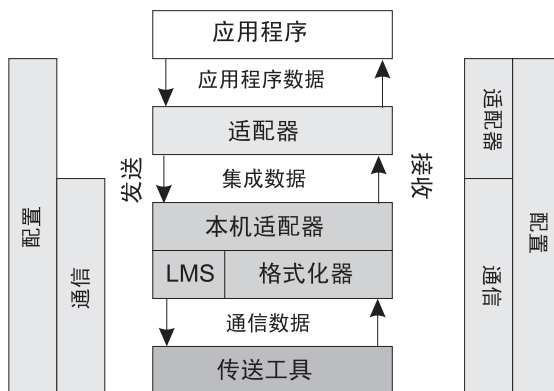 应用程序
应用程序数据
适配器
发送
集成数据
接收
本机适配器
LMS
格式化器
通信数据
传送工具
配置
通信
适配器
通信
配置